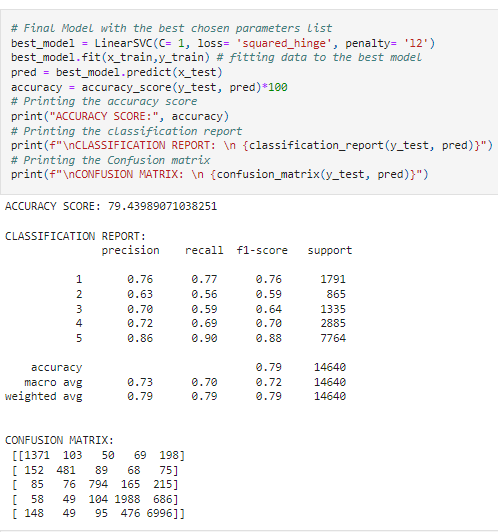 # Final Model with the best chosen parameters list
best_model = LinearSVC(C= 1, loss= 'squared_hinge', penalty= 'l2')
best_model.fit(x_train,y_train) # fitting data to the best model
pred = best_model.predict(x_test)
accuracy = accuracy_score(y_test, pred)*100
# Printing the accuracy score
print("ACCURACY SCORE:", accuracy)
# Printing the classification report
print(f"\nCLASSIFICATION REPORT: \n {classification_report(y_test, pred)}")
# Printing the Confusion matrix
print(f"\nCONFUSION MATRIX: \n {confusion_matrix(y_test, pred)}")
ACCURACY SCORE: 79.43989071038251
CLASSIFICATION REPORT:
precision recall f1-score support
1 0.76 0.77 0.76 1791
2 0.63 0.56 0.59 865
3 0.70 0.59 0.64 1335
4 0.72 0.69 0.70 2885
5 0.86 0.90 0.88 7764
accuracy 0.79 14640
macro avg 0.73 0.70 0.72 14640
weighted avg 0.79 0.79 0.79 14640
CONFUSION MATRIX:
[[1371 103 50 69 198]
[ 152 481 89 68 75]
[ 85 76 794 165 215]
[ 58 49 104 1988 686]
[ 148 49 95 476 6996]]